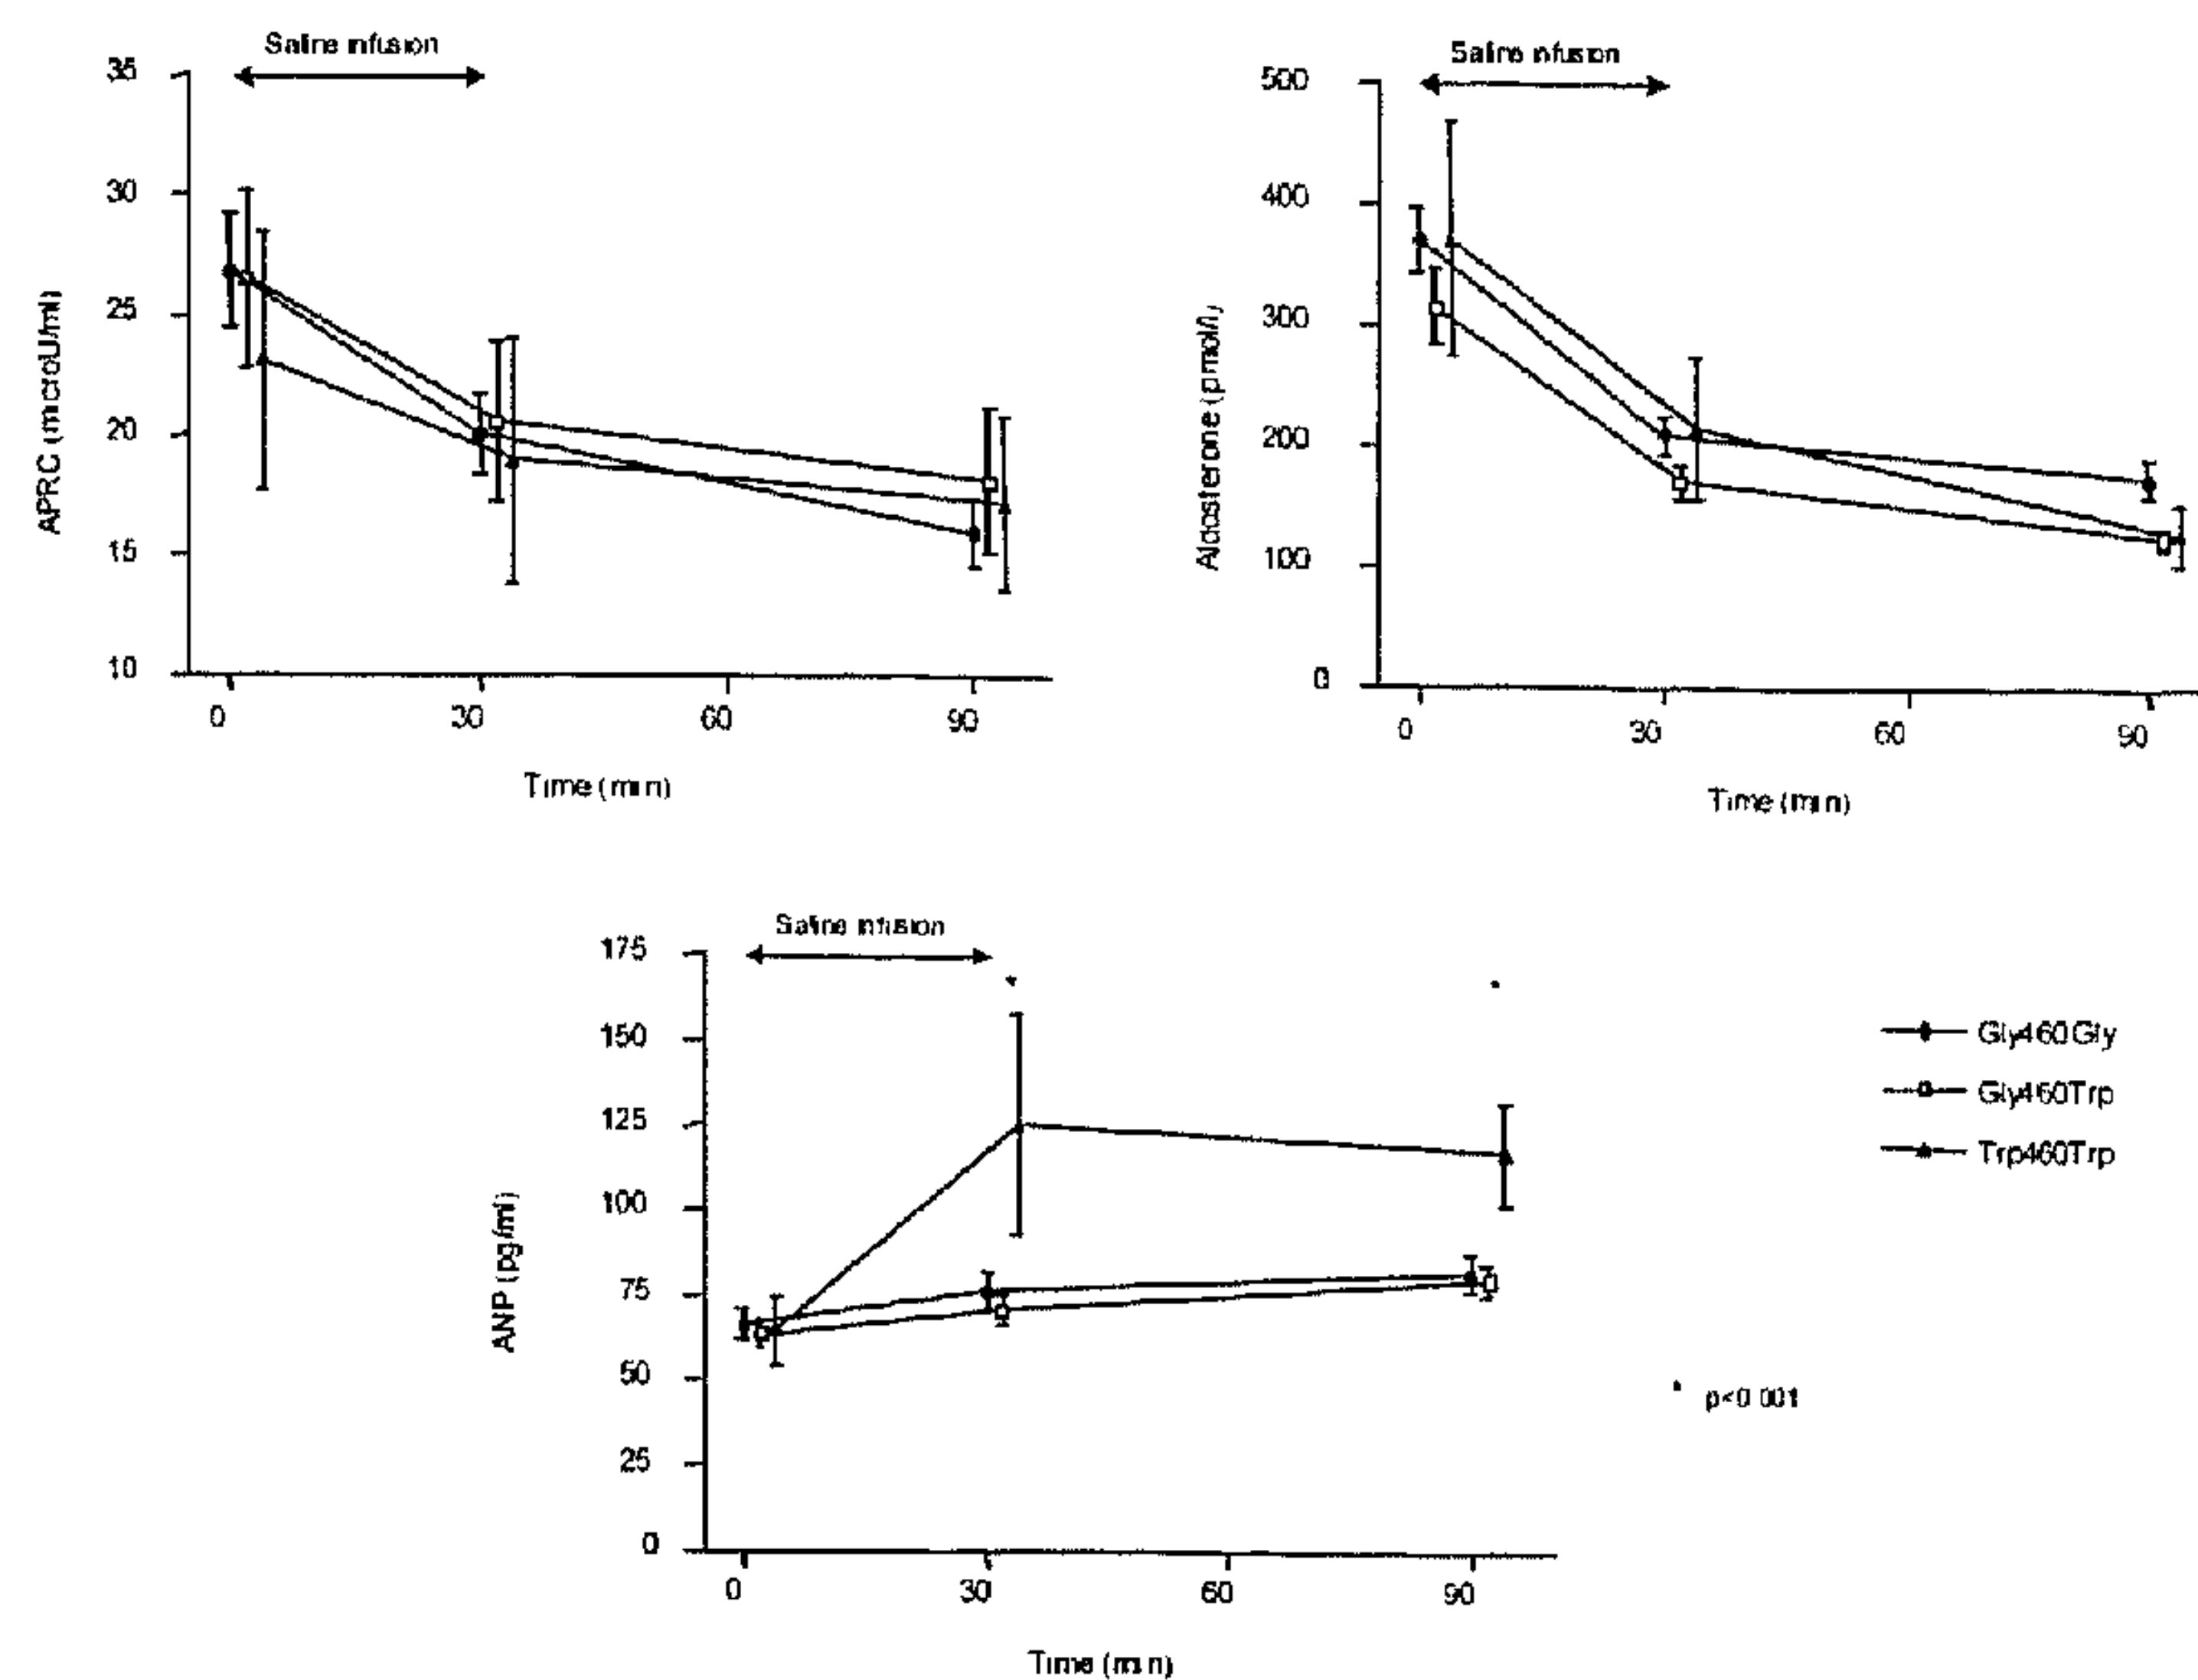 Saline infusion
35
30
25
20
15
10
APRC (microU/ml)
0 30 60 90
Time (min)
Saline infusion
500
400
300
200
100
0
Aldosterone (pmol/l)
0 30 60 90
Time (min)
Saline infusion
175
150
125
100
75
50
25
0
ANP (pg/ml)
* *
0 30 60 90
Time (min)
Gly460Gly
Gly460Trp
Trp460Trp
* p<0 001